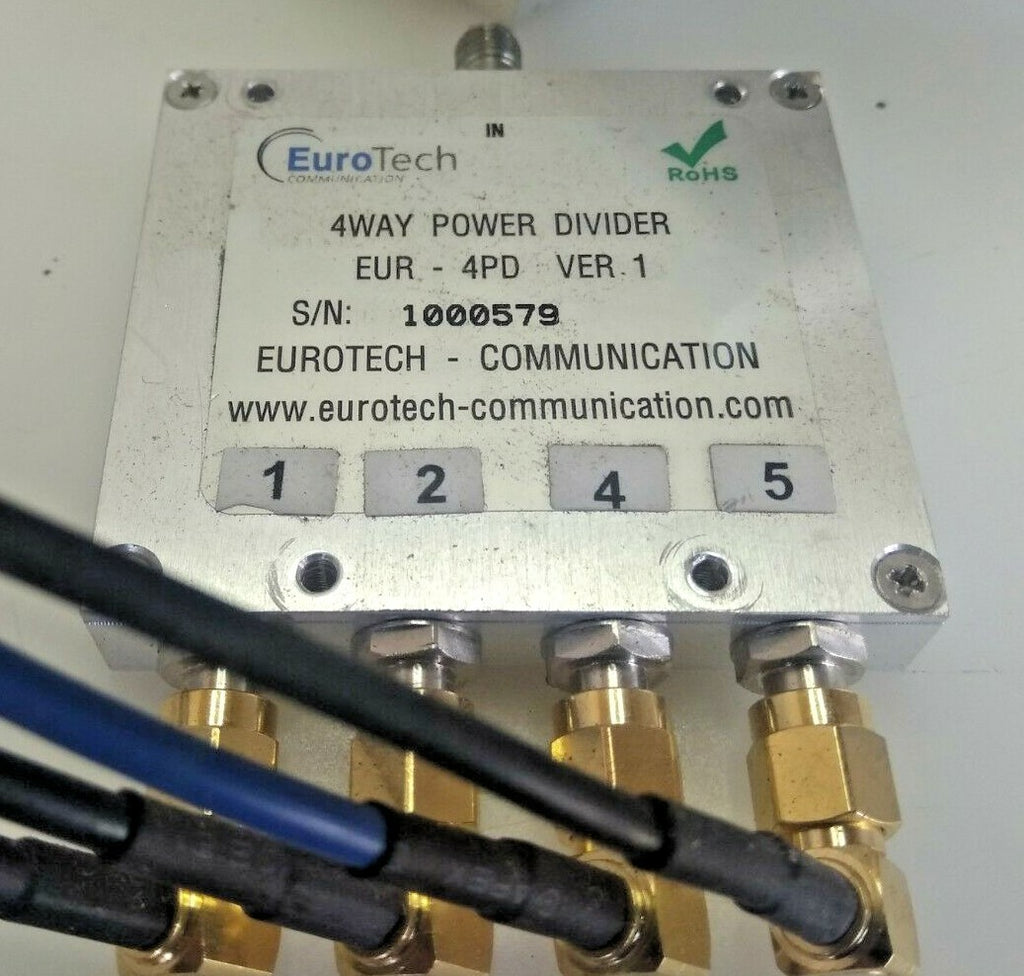 IN
EuroTech
COMMUNICATION
RoHS
4WAY POWER DIVIDER
EUR - 4PD VER.1
S/N: 1000579
EUROTECH - COMMUNICATION
www.eurotech-communication.com
1 2 4 5